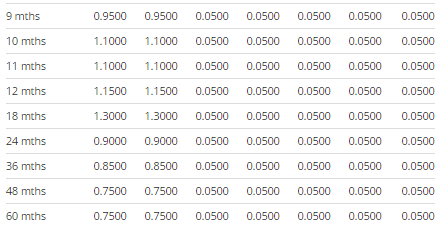 9 mths 0.9500 0.9500 0.0500 0.0500 0.0500 0.0500 0.0500
10 mths 1.1000 1.1000 0.0500 0.0500 0.0500 0.0500 0.0500
11 mths 1.1000 1.1000 0.0500 0.0500 0.0500 0.0500 0.0500
12 mths 1.1500 1.1500 0.0500 0.0500 0.0500 0.0500 0.0500
18 mths 1.3000 1.3000 0.0500 0.0500 0.0500 0.0500 0.0500
24 mths 0.9000 0.9000 0.0500 0.0500 0.0500 0.0500 0.0500
36 mths 0.8500 0.8500 0.0500 0.0500 0.0500 0.0500 0.0500
48 mths 0.7500 0.7500 0.0500 0.0500 0.0500 0.0500 0.0500
60 mths 0.7500 0.7500 0.0500 0.0500 0.0500 0.0500 0.0500